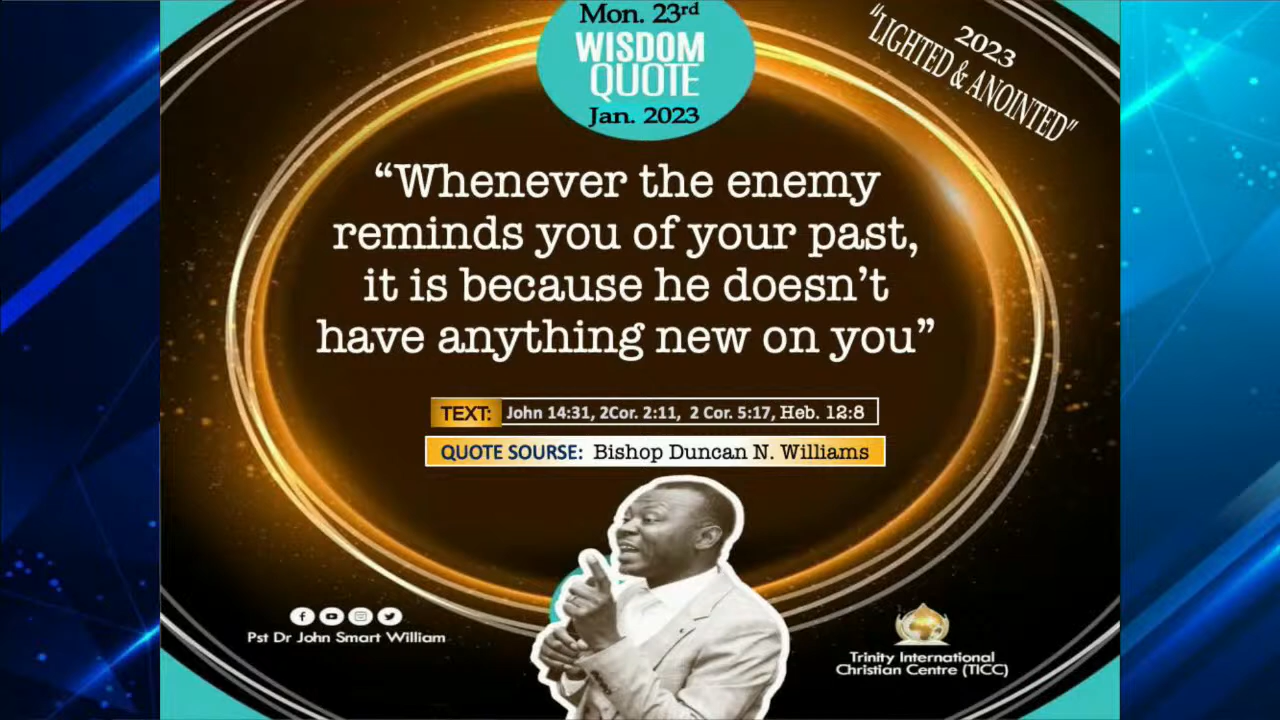 Mon. 23rd
WISDOM
QUOTE
Jan. 2023
2023
"LIGHTED & ANOINTED"
“Whenever the enemy
reminds you of your past,
it is because he doesn’t
have anything new on you”
TEXT: John 14:31, 2Cor. 2:11, 2 Cor. 5:17, Heb. 12:8
QUOTE SOURSE: Bishop Duncan N. Williams
Pst Dr John Smart William
Trinity International
Christian Centre (TICC)